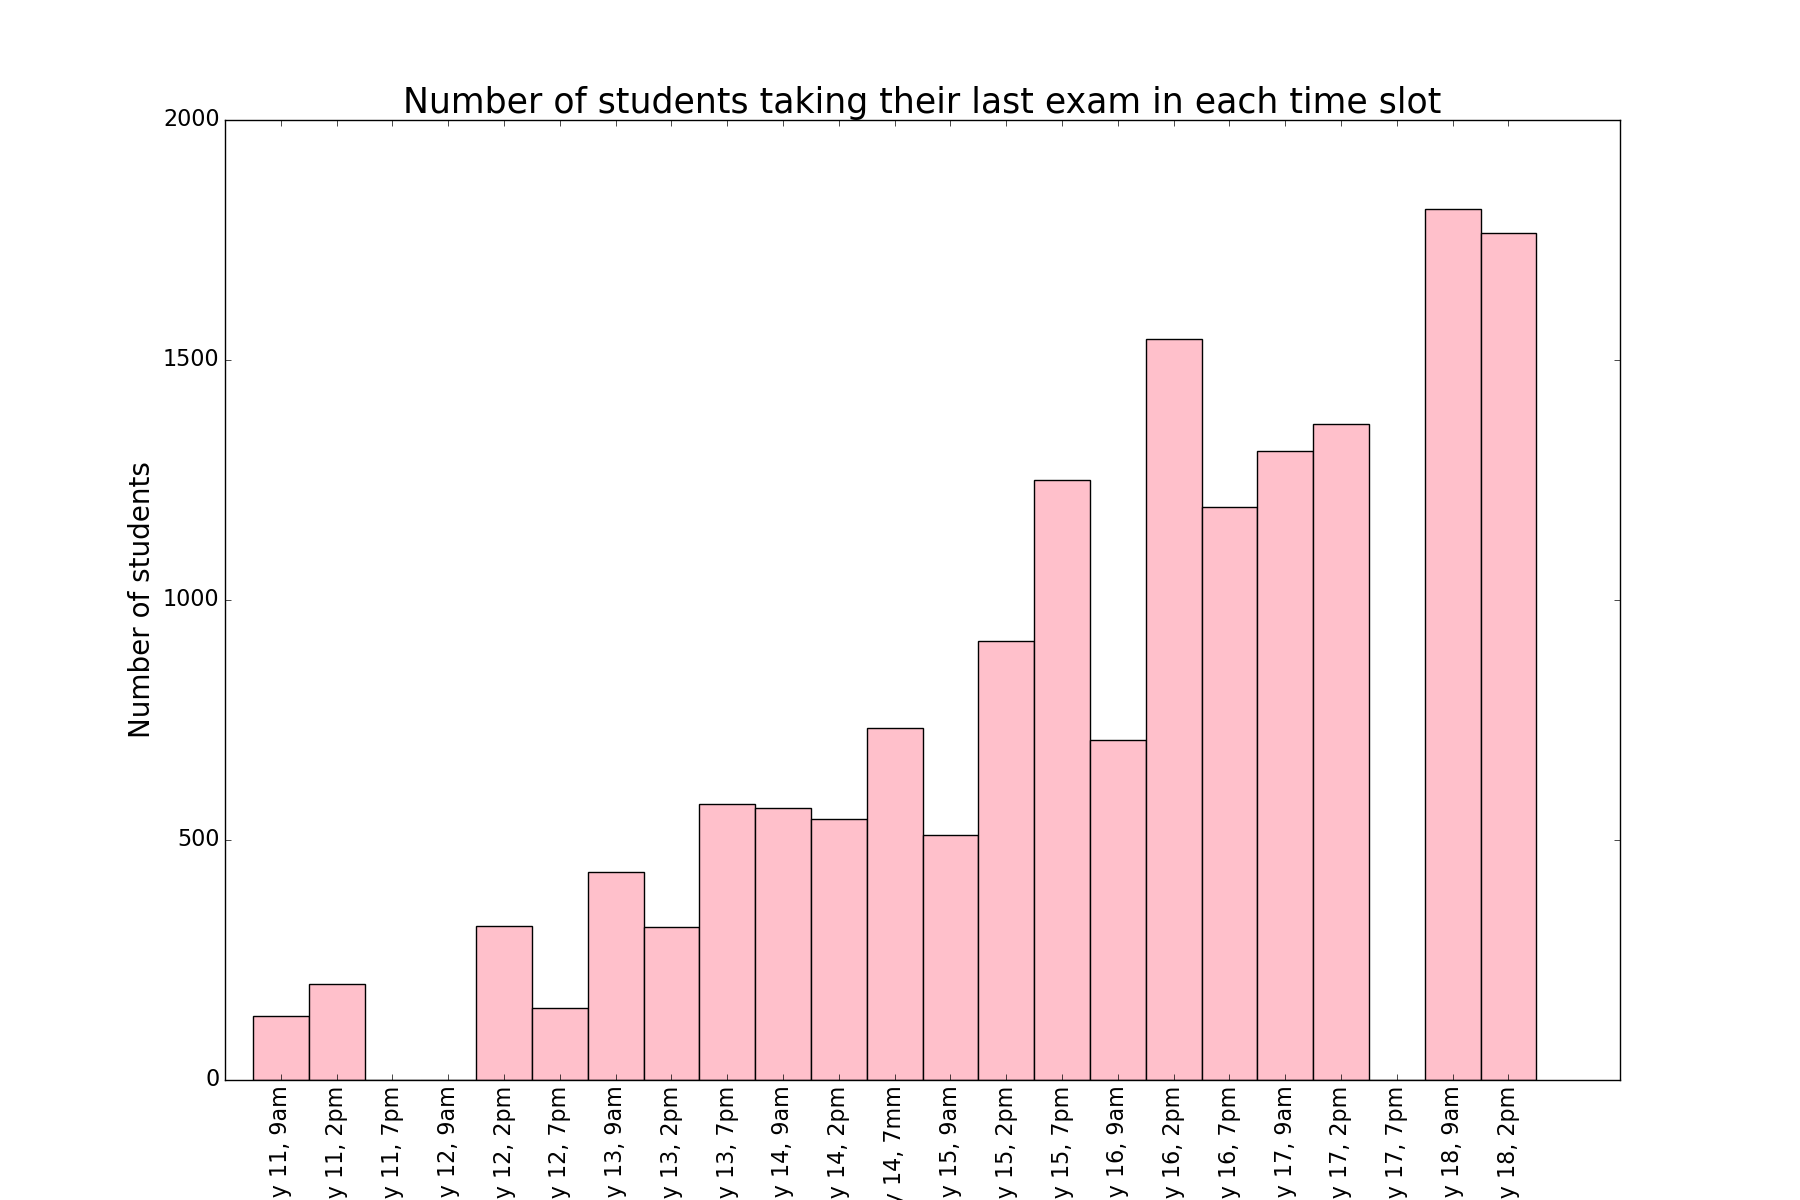 Number of students taking their last exam in each time slot
Number of students
2000
1500
1000
500
0
y 11, 9am
y 11, 2pm
y 11, 7pm
y 12, 9am
y 12, 2pm
y 12, 7pm
y 13, 9am
y 13, 2pm
y 13, 7pm
y 14, 9am
y 14, 2pm
y 14, 7mm
y 15, 9am
y 15, 2pm
y 15, 7pm
y 16, 9am
y 16, 2pm
y 16, 7pm
y 17, 9am
y 17, 2pm
y 17, 7pm
y 18, 9am
y 18, 2pm